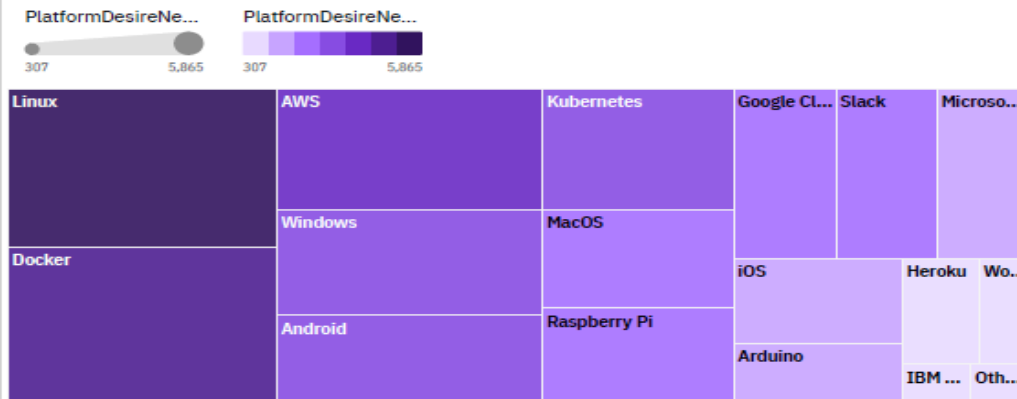 PlatformDesireNe...
PlatformDesireNe...
307
5,865
307
5,865
Linux
AWS
Kubernetes
Google Cl...
Slack
Microso...
Windows
MacOS
Docker
iOS
Heroku
Wo...
Android
Raspberry Pi
Arduino
IBM ...
Oth...